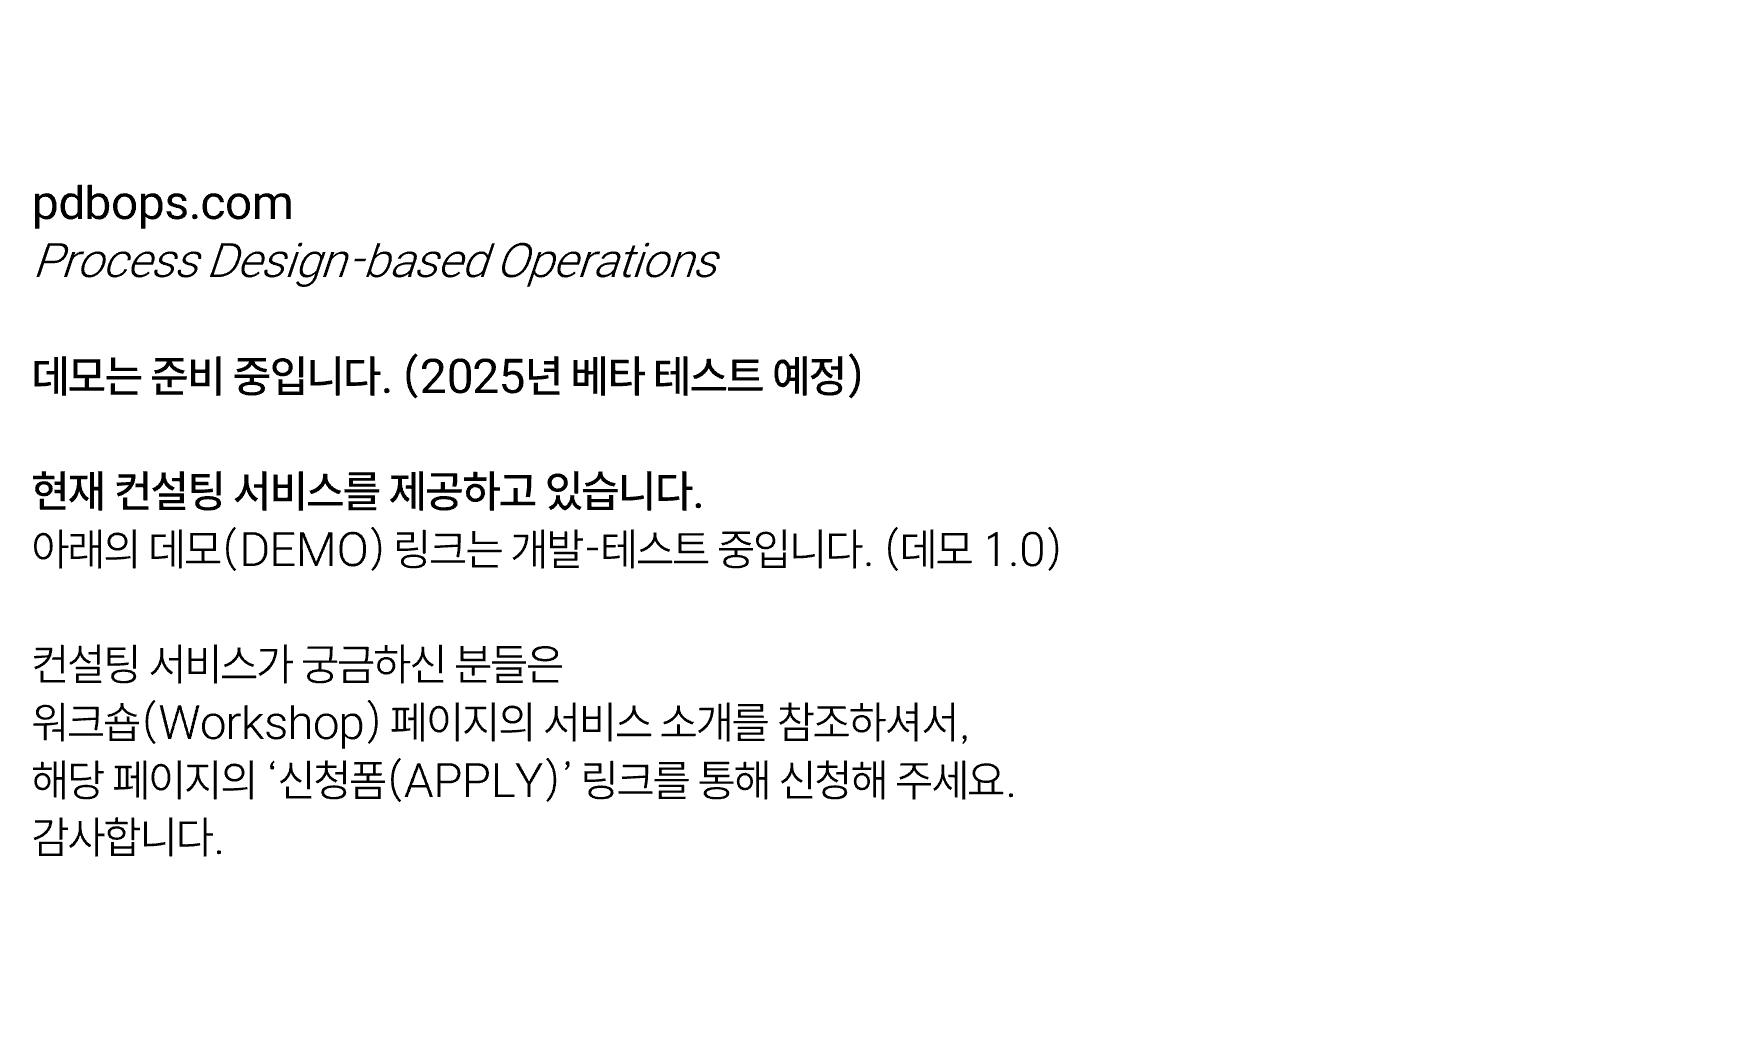 pdbops.com
Process Design-based Operations
데모는 준비 중입니다. (2025년 베타 테스트 예정)
현재 컨설팅 서비스를 제공하고 있습니다.
아래의 데모(DEMO) 링크는 개발-테스트 중입니다. (데모 1.0)
컨설팅 서비스가 궁금하신 분들은
워크숍(Workshop) 페이지의 서비스 소개를 참조하셔서,
해당 페이지의 ‘신청폼(APPLY)’ 링크를 통해 신청해 주세요.
감사합니다.